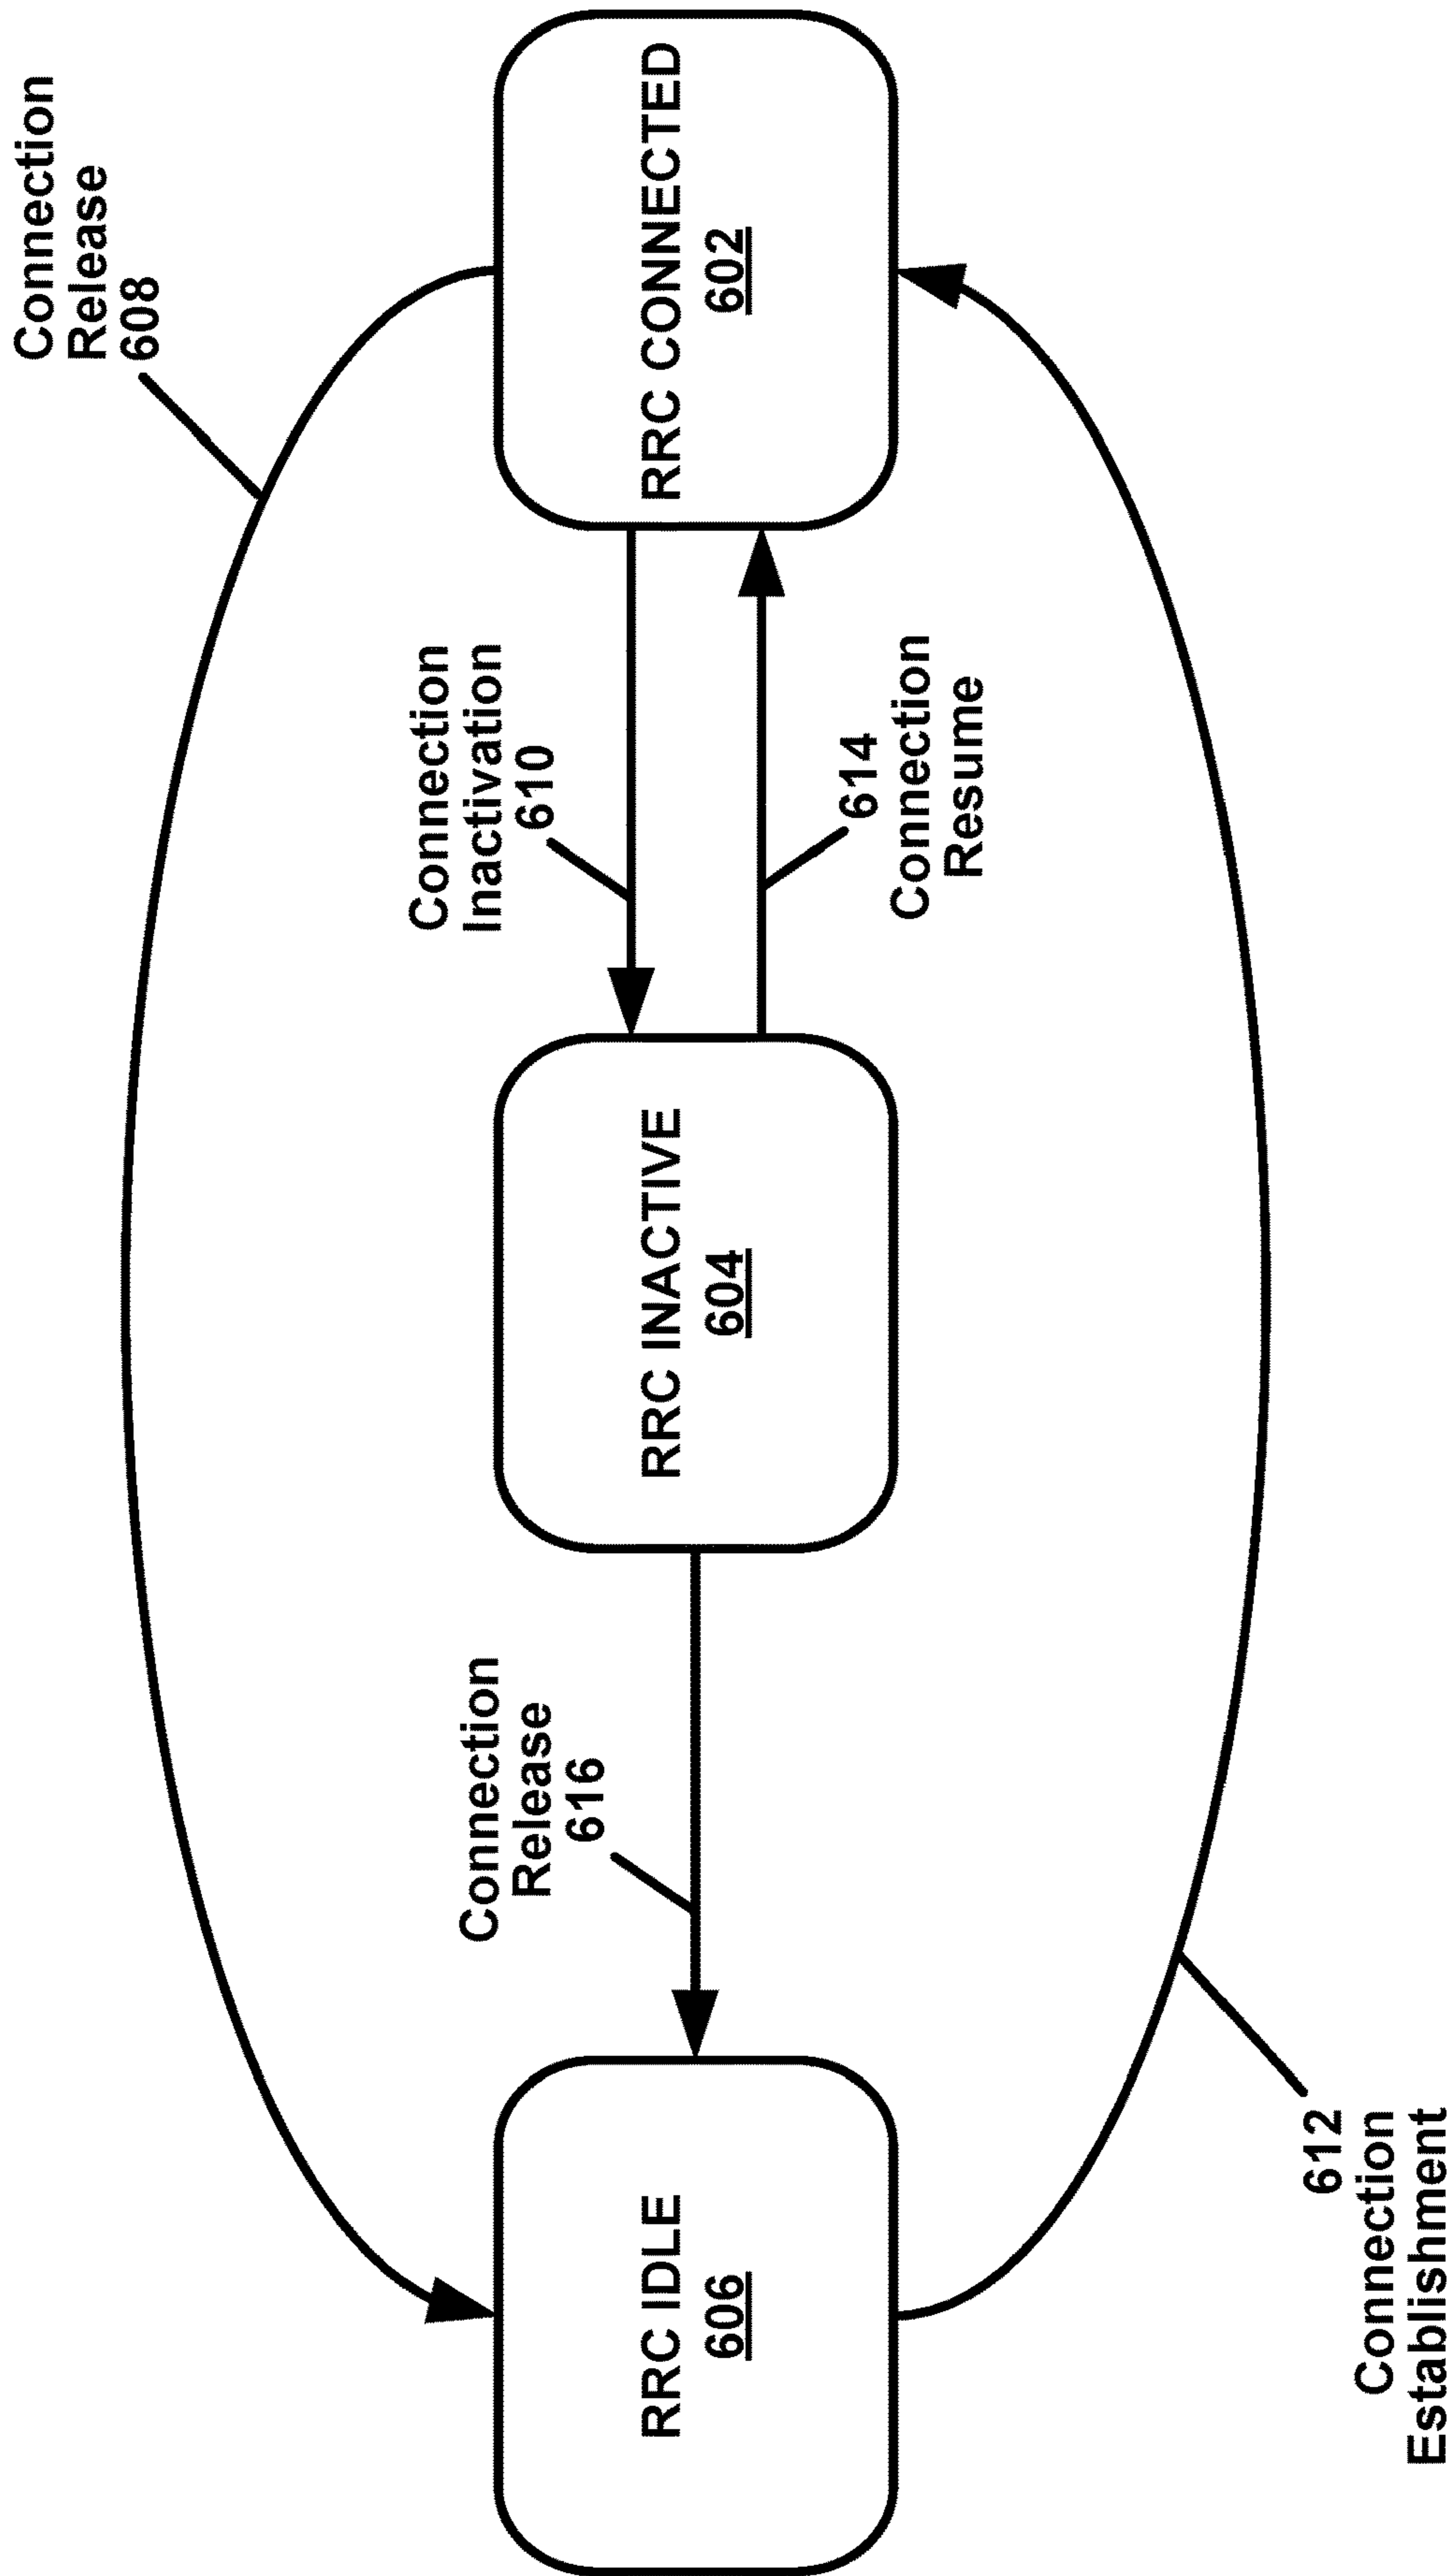 Connection
Release
608
Connection
Inactivation
610
Connection
Release
616
RRC IDLE
606
RRC INACTIVE
604
RRC CONNECTED
602
614
Connection
Resume
612
Connection
Establishment